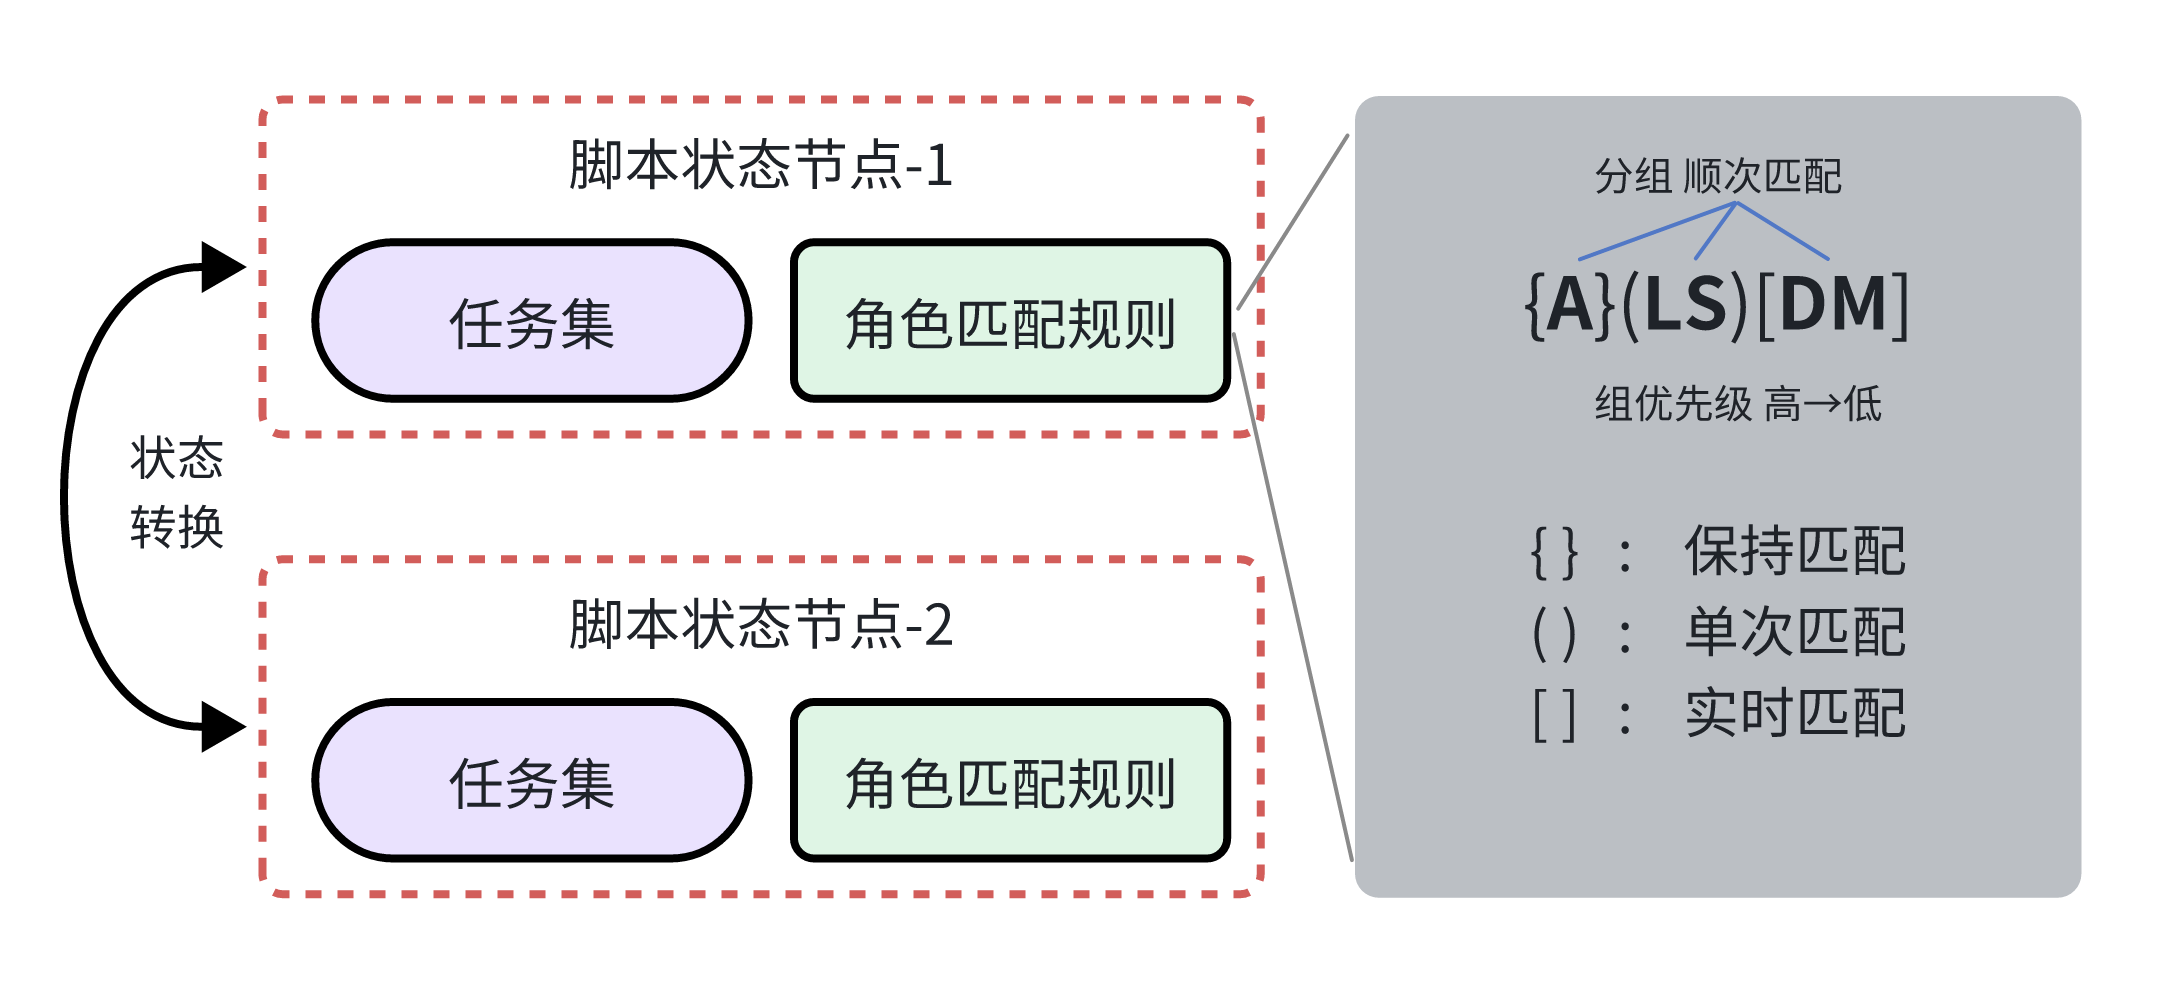 脚本状态节点-1
任务集
角色匹配规则
状态
转换
脚本状态节点-2
任务集
角色匹配规则
分组 顺次匹配
{A}(LS)[DM]
组优先级 高→低
{ } : 保持匹配
( ) : 单次匹配
[ ] : 实时匹配